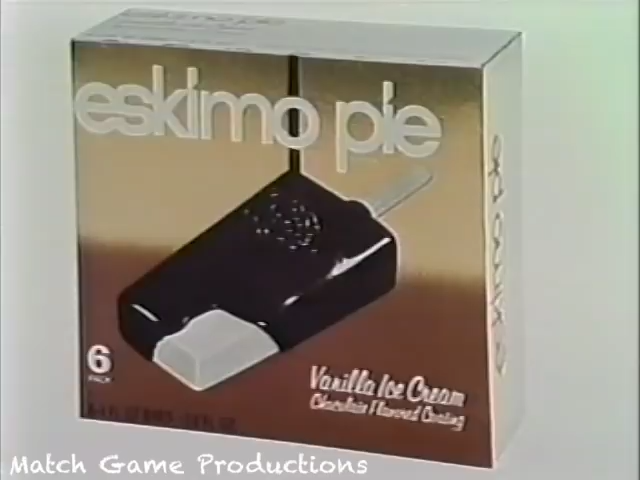 eskimo pie
eskimo pie
6
PACK
Vanilla Ice Cream
Chocolate Flavored Coating
Match Game Productions